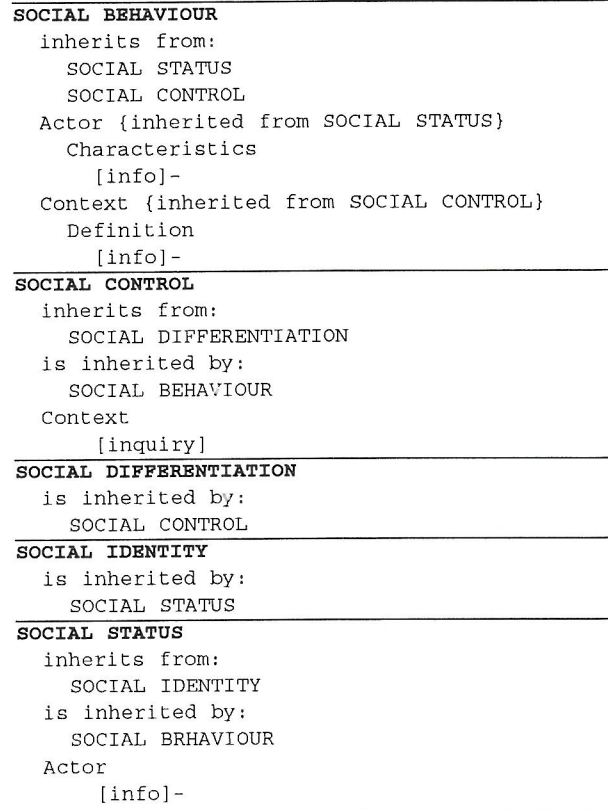 SOCIAL BEHAVIOUR
inherits from:
SOCIAL STATUS
SOCIAL CONTROL
Actor {inherited from SOCIAL STATUS}
Characteristics
[info]-
Context {inherited from SOCIAL CONTROL}
Definition
[info]-
SOCIAL CONTROL
inherits from:
SOCIAL DIFFERENTIATION
is inherited by:
SOCIAL BEHAVIOUR
Context
[inquiry]
SOCIAL DIFFERENTIATION
is inherited by:
SOCIAL CONTROL
SOCIAL IDENTITY
is inherited by:
SOCIAL STATUS
SOCIAL STATUS
inherits from:
SOCIAL IDENTITY
is inherited by:
SOCIAL BRHAVIOUR
Actor
[info]-